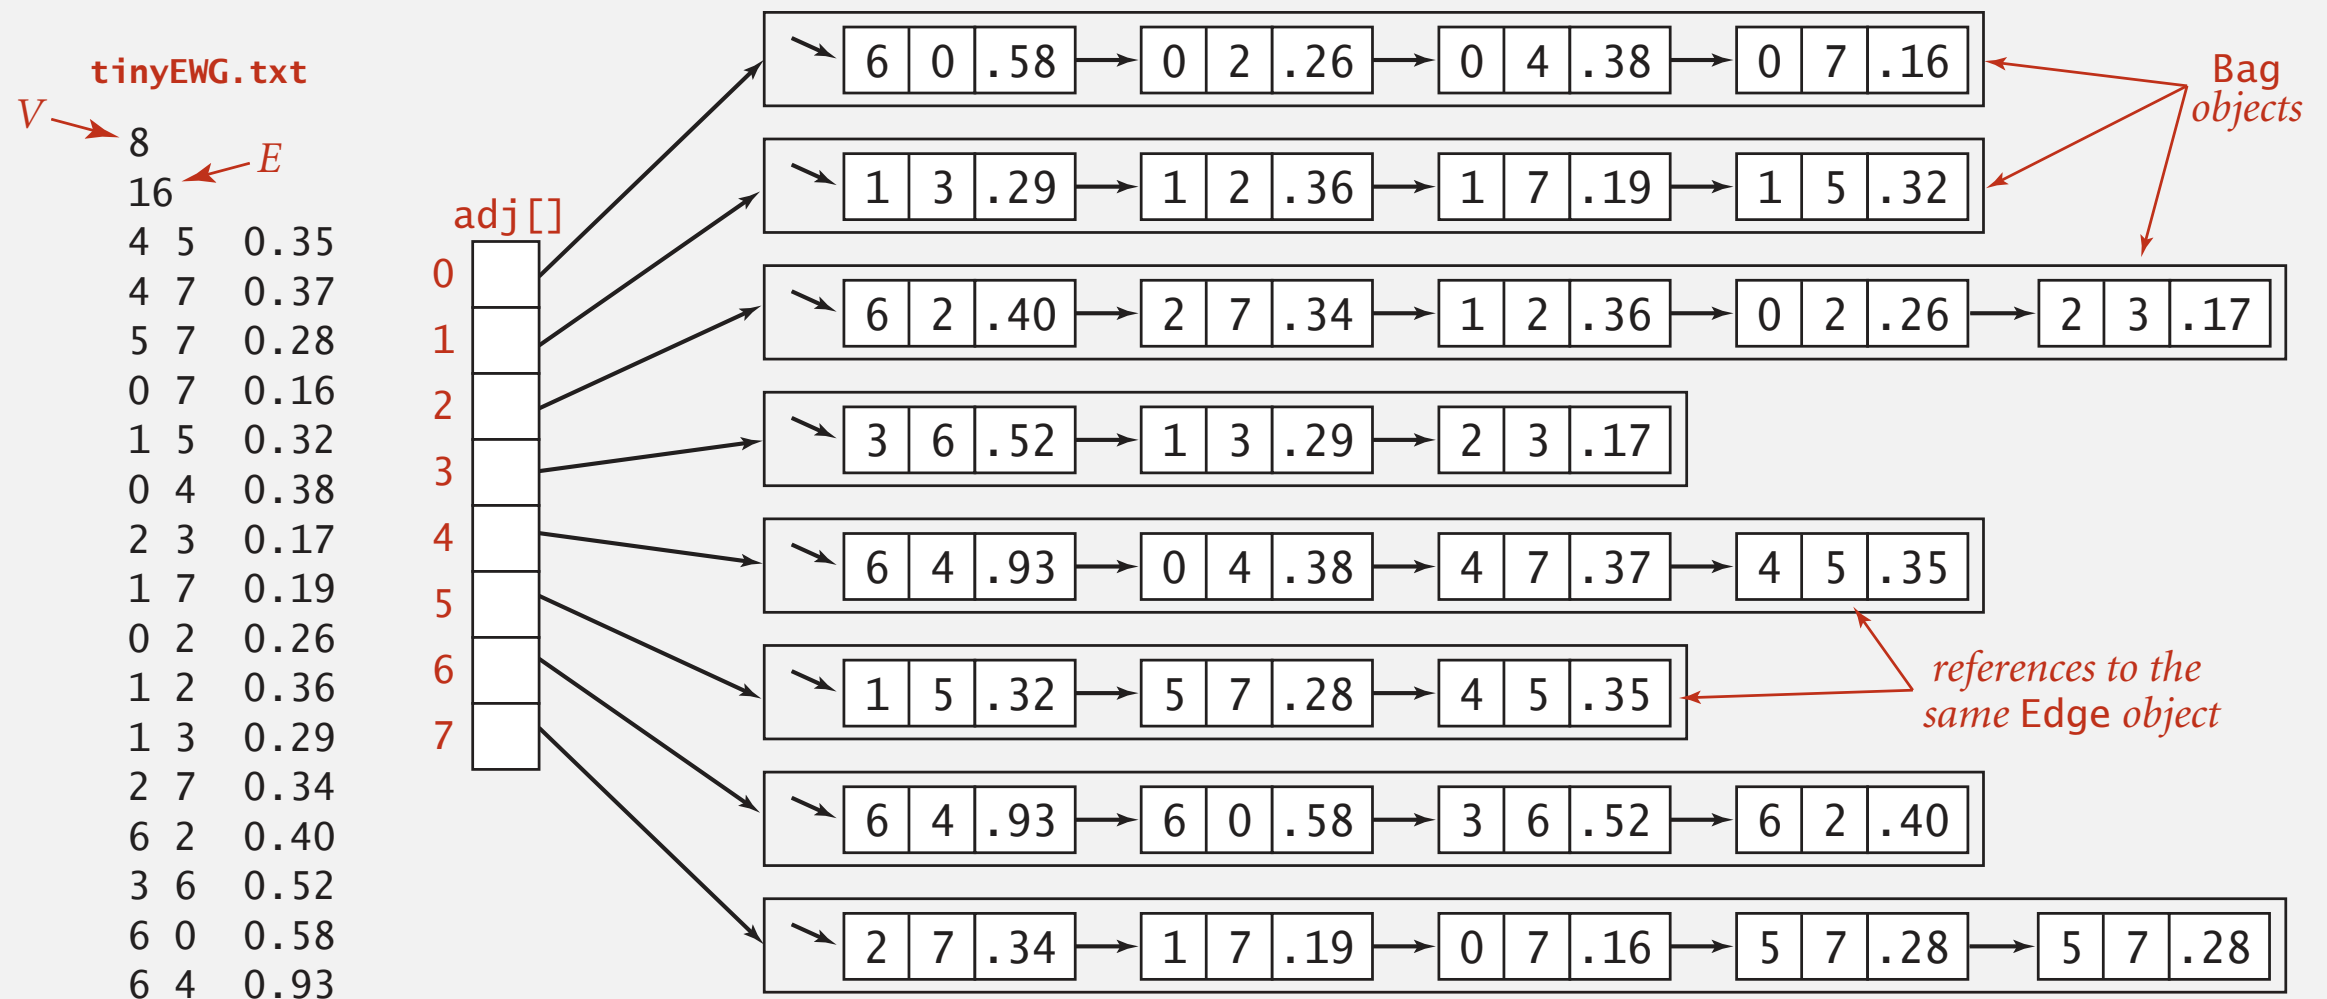 tinyEWG.txt
V
8
E
16
4 5 0.35
4 7 0.37
5 7 0.28
0 7 0.16
1 5 0.32
0 4 0.38
2 3 0.17
1 7 0.19
0 2 0.26
1 2 0.36
1 3 0.29
2 7 0.34
6 2 0.40
3 6 0.52
6 0 0.58
6 4 0.93
adj[]
0
1
2
3
4
5
6
7
6 0 .58 0 2 .26 0 4 .38 0 7 .16
1 3 .29 1 2 .36 1 7 .19 1 5 .32
6 2 .40 2 7 .34 1 2 .36 0 2 .26 2 3 .17
3 6 .52 1 3 .29 2 3 .17
6 4 .93 0 4 .38 4 7 .37 4 5 .35
1 5 .32 5 7 .28 4 5 .35
6 4 .93 6 0 .58 3 6 .52 6 2 .40
2 7 .34 1 7 .19 0 7 .16 5 7 .28 5 7 .28
Bag
objects
references to the
same Edge object